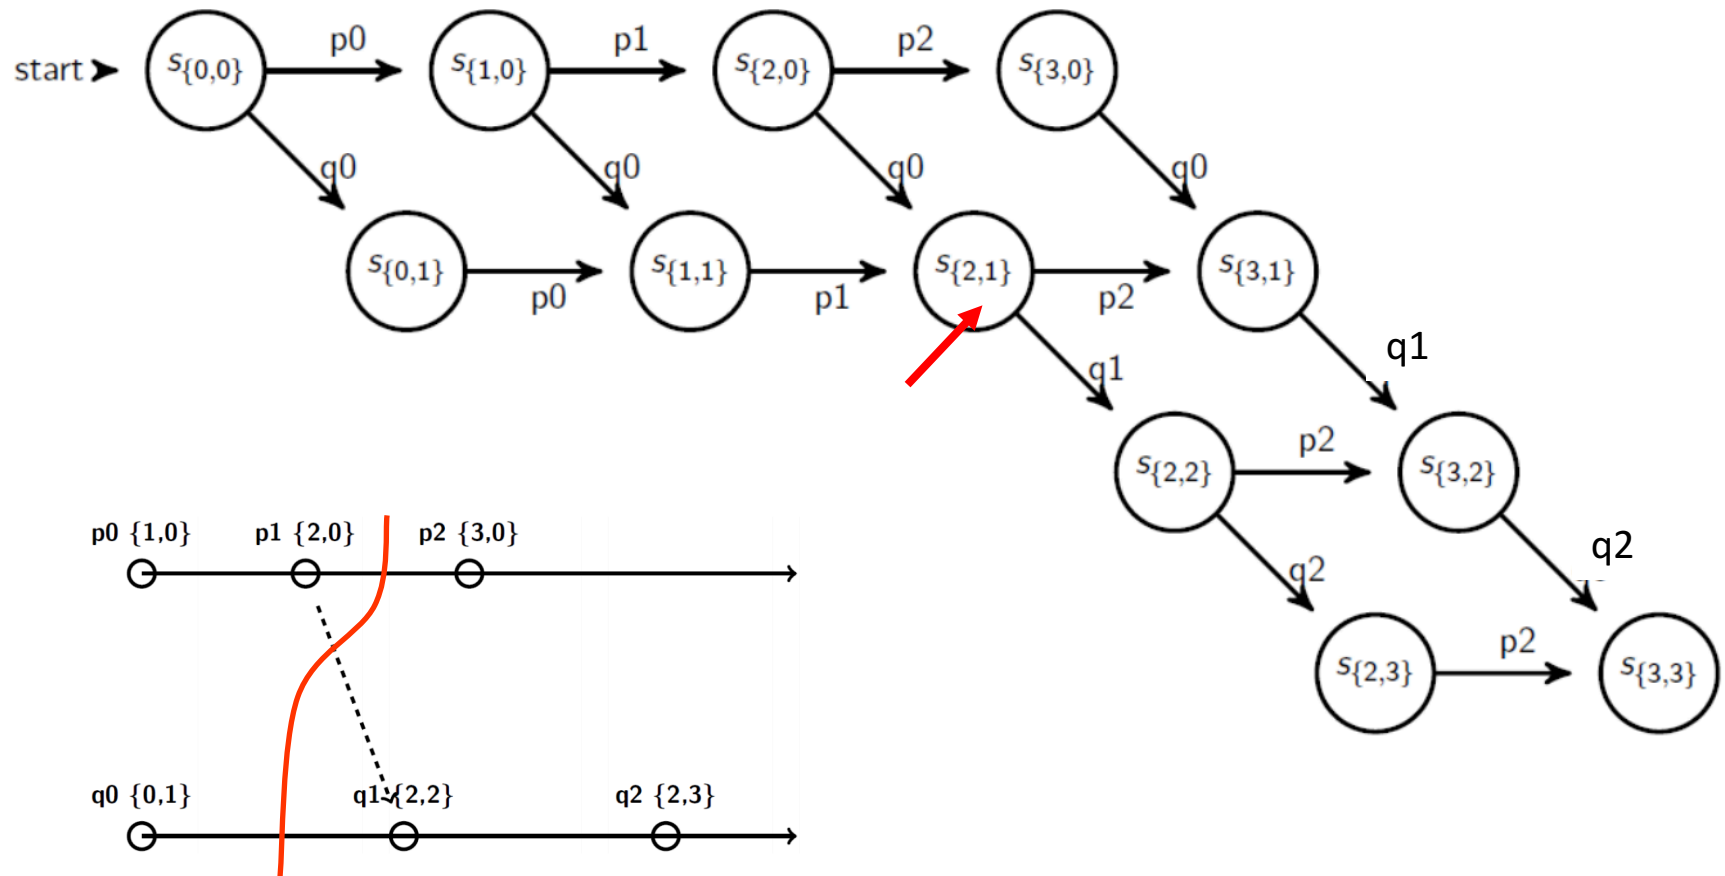 p0 p1 p2
start S{0,0} S{1,0} S{2,0} S{3,0}
q0 q0 q0 q0
S{0,1} S{1,1} S{2,1} S{3,1}
p0 p1 p2
q1 q1
p2
S{2,2} S{3,2}
q2 q2
p2
S{2,3} S{3,3}
p0 {1,0} p1 {2,0} p2 {3,0}
q0 {0,1} q1 {2,2} q2 {2,3}